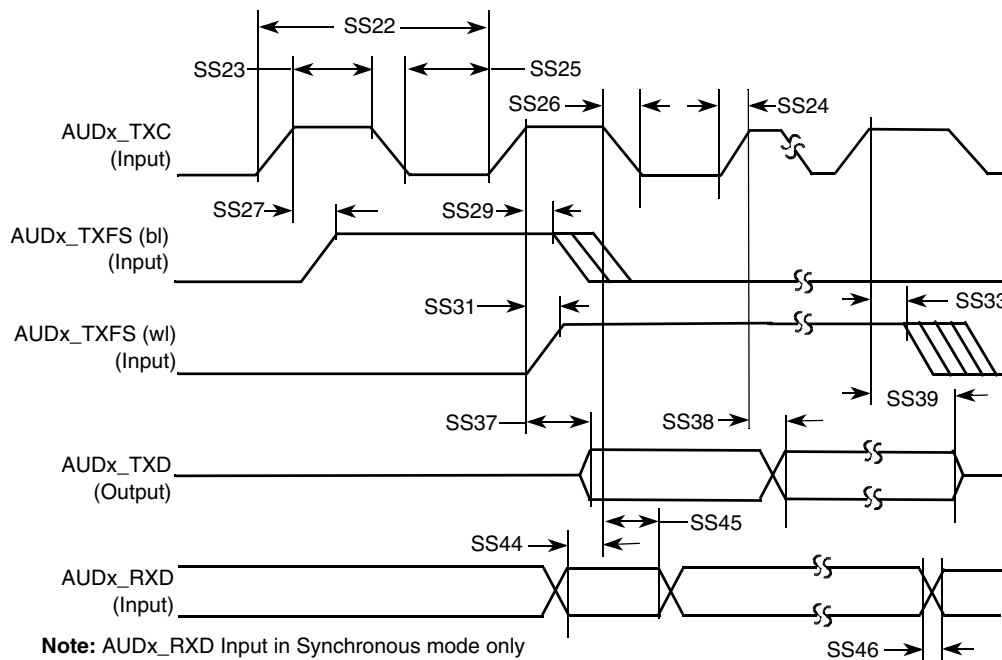 SS22
SS23
SS25
SS26
SS24
AUDx_TXC
(Input)
SS27
SS29
AUDx_TXFS (bl)
(Input)
SS31
SS33
AUDx_TXFS (wl)
(Input)
SS37
SS38
SS39
AUDx_TXD
(Output)
SS44
SS45
AUDx_RXD
(Input)
Note: AUDx_RXD Input in Synchronous mode only
SS46